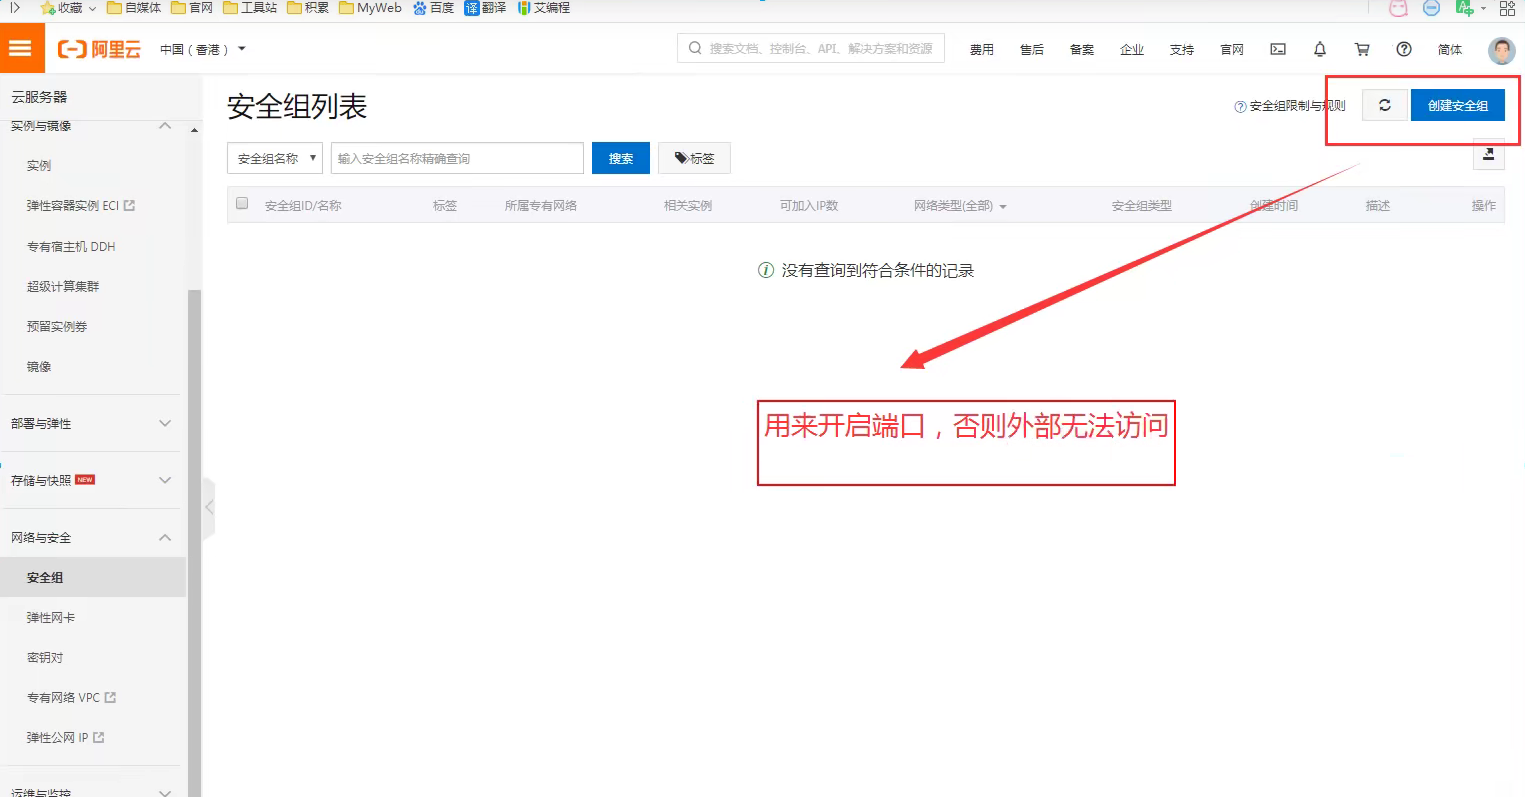 收藏 自媒体 官网 工具站 积累 MyWeb 百度 译 翻译 艾编程
阿里云 中国（香港） 搜索文档、控制台、API、解决方案和资源 费用 售后 备案 企业 支持 官网 简体
云服务器
实例与镜像
实例
弹性容器实例 ECI
专有宿主机 DDH
超级计算集群
预留实例券
镜像
部署与弹性
存储与快照 NEW
网络与安全
安全组
弹性网卡
密钥对
专有网络 VPC
弹性公网 IP
运维与监控
安全组列表
安全组限制与规则 创建安全组
安全组名称 输入安全组名称精确查询 搜索 标签
安全组ID/名称 标签 所属专有网络 相关实例 可加入IP数 网络类型(全部) 安全组类型 创建时间 描述 操作
没有查询到符合条件的记录
用来开启端口，否则外部无法访问